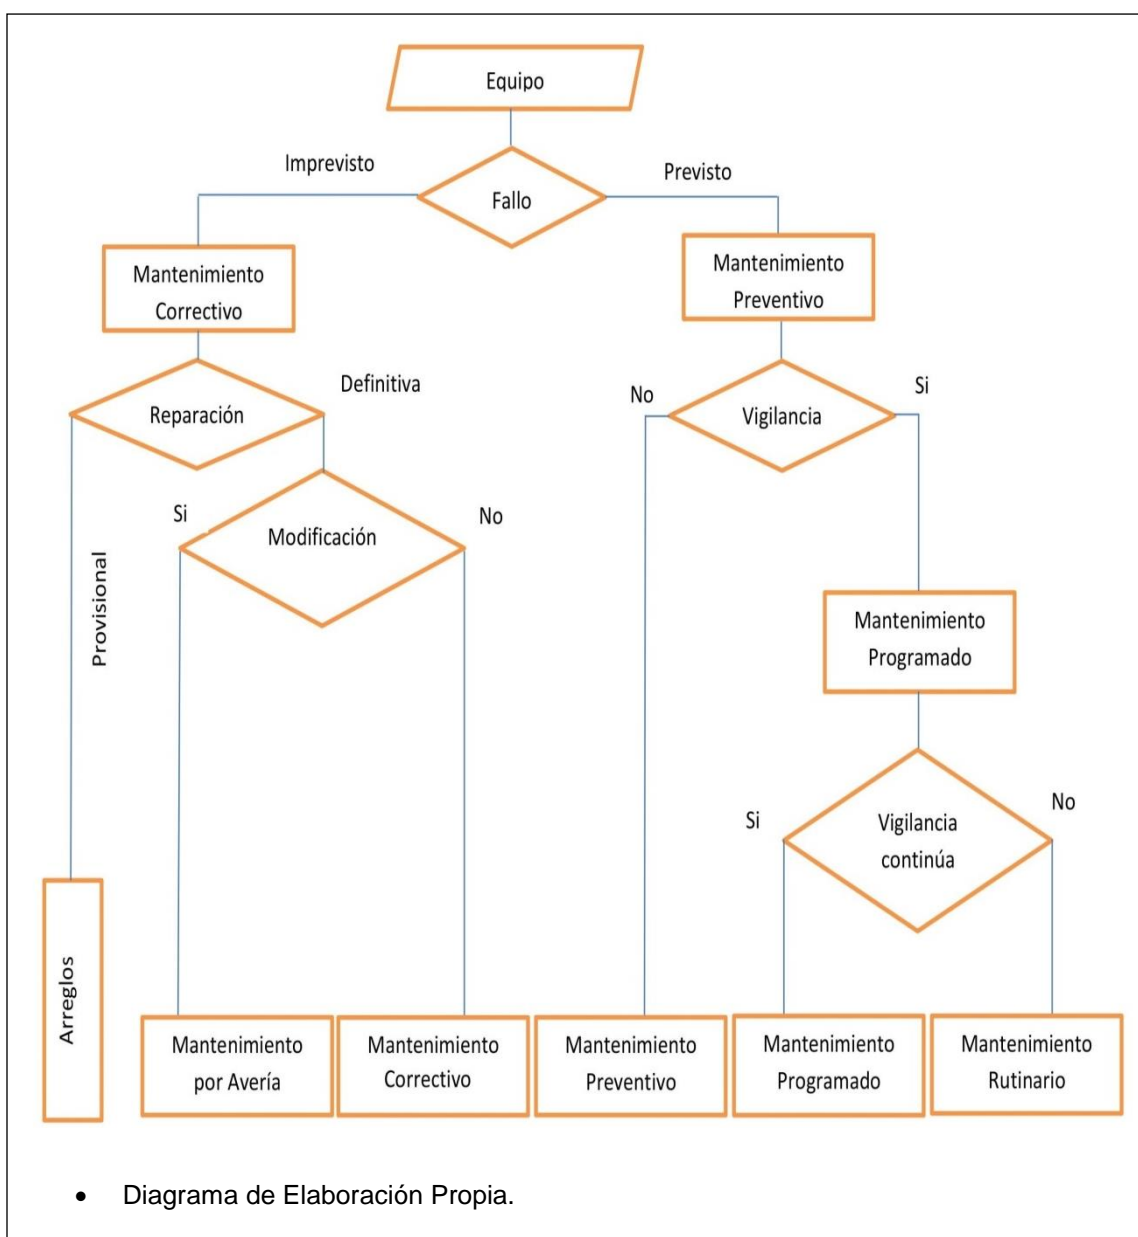 Equipo
Imprevisto
Previsto
Fallo
Mantenimiento
Correctivo
Mantenimiento
Preventivo
Definitiva
Reparación
No
Si
Vigilancia
Si
No
Modificación
Provisional
Mantenimiento
Programado
Si
No
Vigilancia
continúa
Arreglos
Mantenimiento
por Avería
Mantenimiento
Correctivo
Mantenimiento
Preventivo
Mantenimiento
Programado
Mantenimiento
Rutinario
• Diagrama de Elaboración Propia.